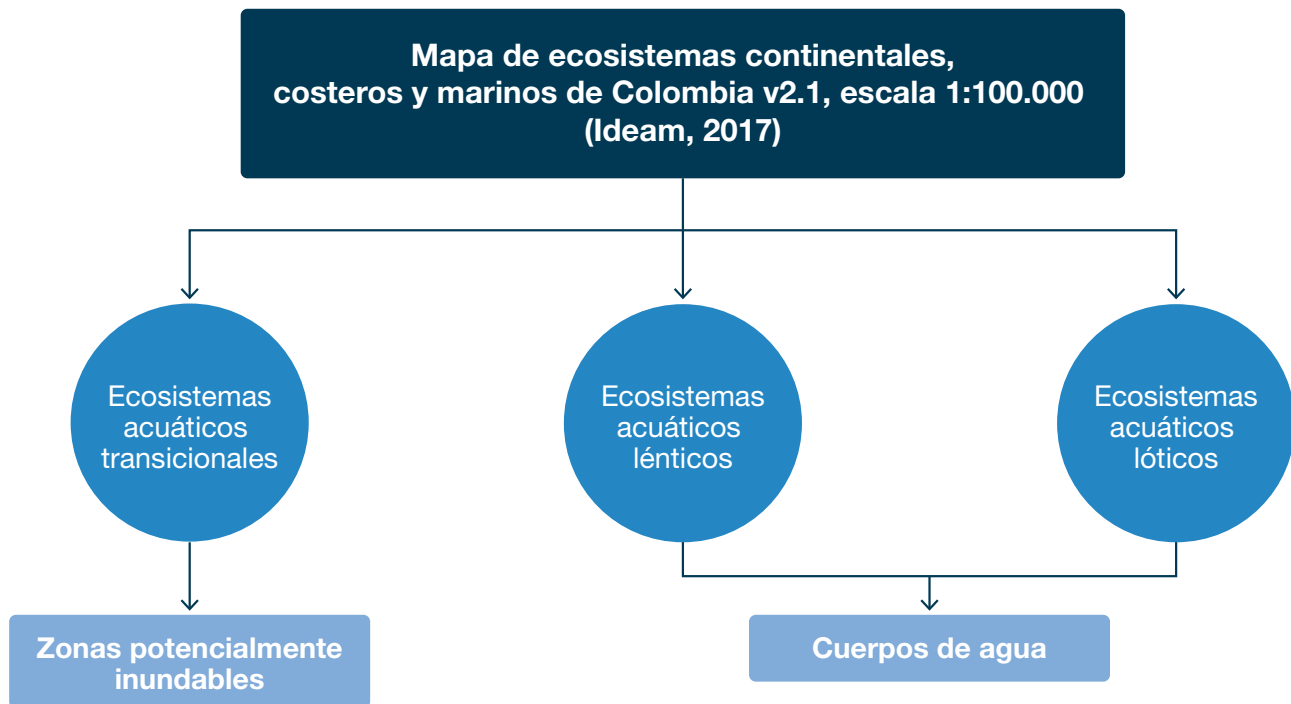 Mapa de ecosistemas continentales,
costeros y marinos de Colombia v2.1, escala 1:100.000
(Ideam, 2017)
Ecosistemas
acuáticos
transicionales
Ecosistemas
acuáticos
lénticos
Ecosistemas
acuáticos
lóticos
Zonas potencialmente
inundables
Cuerpos de agua